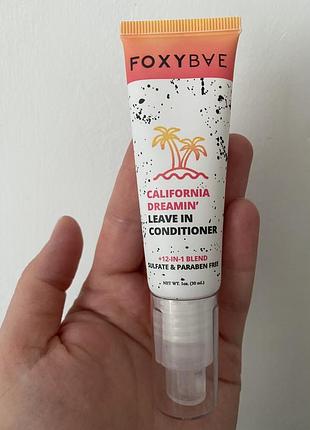 FOXYBAE
CALIFORNIA
DREAMIN'
LEAVE IN
CONDITIONER
+12-IN-1 BLEND
SULFATE & PARABEN FREE
NET WT. 1oz. (30 mL)